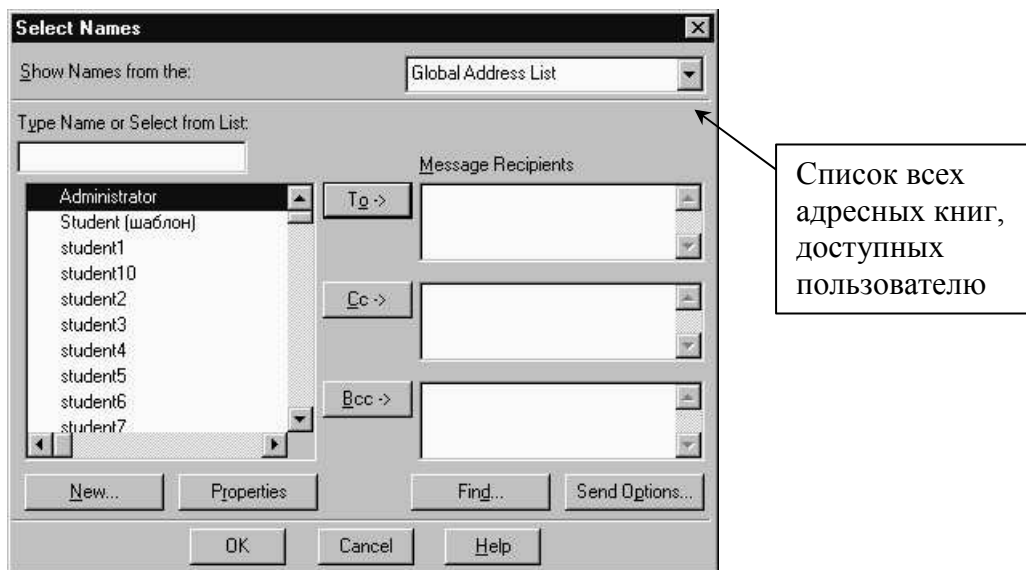 Select Names
Show Names from the:
Global Address List
Type Name or Select from List:
Message Recipients
Administrator
Student (шаблон)
student1
student10
student2
student3
student4
student5
student6
student7
To ->
Cc ->
Bcc ->
New...
Properties
Find...
Send Options...
OK
Cancel
Help
Список всех
адресных книг,
доступных
пользователю